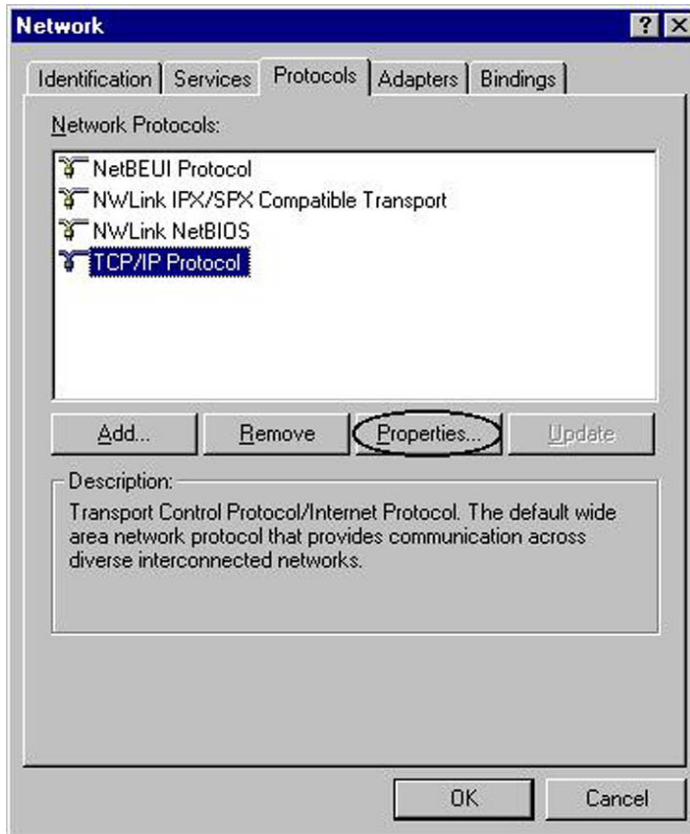 Network
Identification Services Protocols Adapters Bindings
Network Protocols:
NetBEUI Protocol
NWLink IPX/SPX Compatible Transport
NWLink NetBIOS
TCP/IP Protocol
Add... Remove Properties... Update
Description:
Transport Control Protocol/Internet Protocol. The default wide
area network protocol that provides communication across
diverse interconnected networks.
OK Cancel